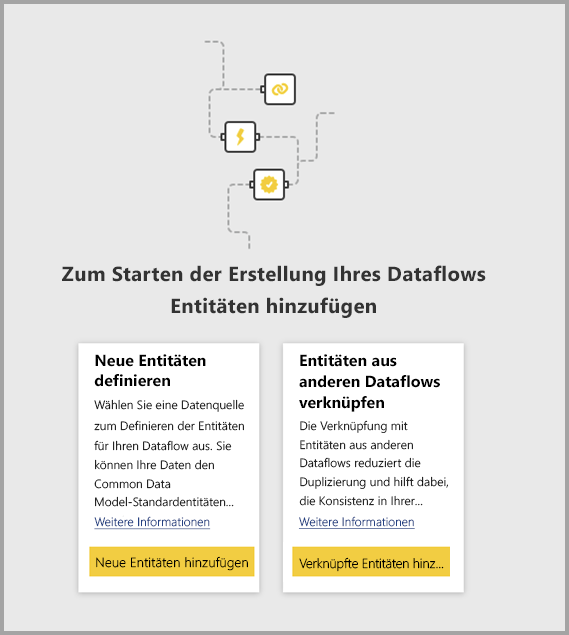 Zum Starten der Erstellung Ihres Dataflows
Entitäten hinzufügen
Neue Entitäten
definieren
Wählen Sie eine Datenquelle
zum Definieren der Entitäten
für Ihren Dataflow aus. Sie
können Ihre Daten den
Common Data
Model-Standardentitäten...
Weitere Informationen
Neue Entitäten hinzufügen
Entitäten aus
anderen Dataflows
verknüpfen
Die Verknüpfung mit
Entitäten aus anderen
Dataflows reduziert die
Duplizierung und hilft dabei,
die Konsistenz in Ihrer...
Weitere Informationen
Verknüpfte Entitäten hinz...